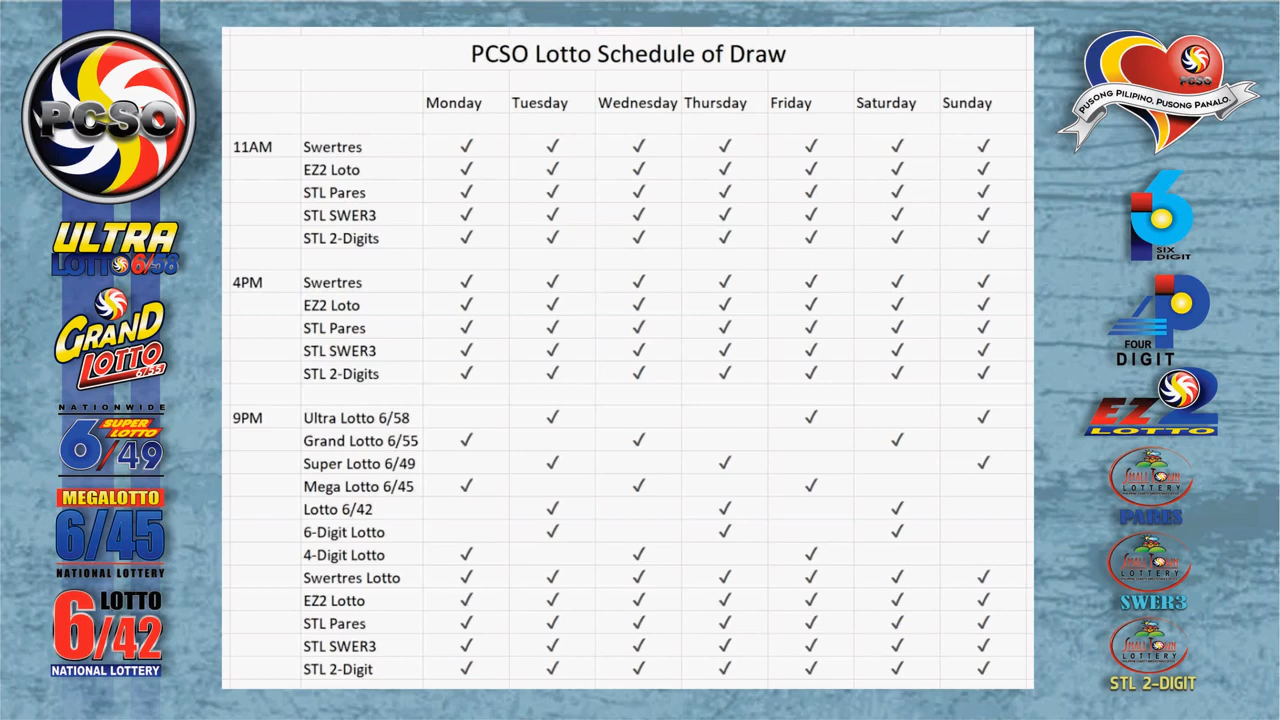 PCSO Lotto Schedule of Draw
Monday Tuesday Wednesday Thursday Friday Saturday Sunday
11AM Swertres ✓ ✓ ✓ ✓ ✓ ✓ ✓
EZ2 Loto ✓ ✓ ✓ ✓ ✓ ✓ ✓
STL Pares ✓ ✓ ✓ ✓ ✓ ✓ ✓
STL SWER3 ✓ ✓ ✓ ✓ ✓ ✓ ✓
STL 2-Digits ✓ ✓ ✓ ✓ ✓ ✓ ✓
4PM Swertres ✓ ✓ ✓ ✓ ✓ ✓ ✓
EZ2 Loto ✓ ✓ ✓ ✓ ✓ ✓ ✓
STL Pares ✓ ✓ ✓ ✓ ✓ ✓ ✓
STL SWER3 ✓ ✓ ✓ ✓ ✓ ✓ ✓
STL 2-Digits ✓ ✓ ✓ ✓ ✓ ✓ ✓
9PM Ultra Lotto 6/58 ✓ ✓ ✓
Grand Lotto 6/55 ✓ ✓ ✓
Super Lotto 6/49 ✓ ✓ ✓
Mega Lotto 6/45 ✓ ✓ ✓
Lotto 6/42 ✓ ✓ ✓
6-Digit Lotto ✓ ✓ ✓
4-Digit Lotto ✓ ✓ ✓
Swertres Lotto ✓ ✓ ✓ ✓ ✓ ✓ ✓
EZ2 Lotto ✓ ✓ ✓ ✓ ✓ ✓ ✓
STL Pares ✓ ✓ ✓ ✓ ✓ ✓ ✓
STL SWER3 ✓ ✓ ✓ ✓ ✓ ✓ ✓
STL 2-Digit ✓ ✓ ✓ ✓ ✓
PCSO
ULTRA
LOTTO 6/58
GRAND
LOTTO
6/55
NATIONWIDE
SUPER
LOTTO
6/49
MEGALOTTO
6/45
NATIONAL LOTTERY
LOTTO
6/42
NATIONAL LOTTERY
PCSO
PUSONG PILIPINO, PUSONG PANALO.
6
SIX
DIGIT
4
FOUR
DIGIT
EZ2
LOTTO
SMALL TOWN
LOTTERY
PARES
SMALL TOWN
LOTTERY
SWER3
SMALL TOWN
LOTTERY
STL 2-DIGIT